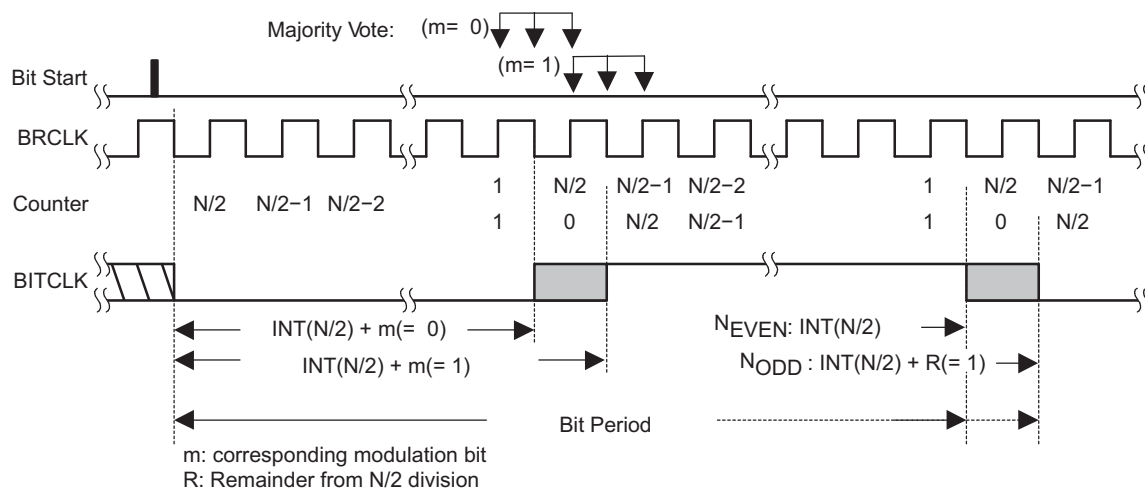 Majority Vote: (m= 0)
(m= 1)
Bit Start
BRCLK
Counter
1 N/2 N/2−1 N/2−2 1 N/2 N/2−1
N/2 N/2−1 N/2−2
1 0 N/2 N/2−1 1 0 N/2
BITCLK
INT(N/2) + m(= 0)
NEVEN: INT(N/2)
INT(N/2) + m(= 1)
NODD : INT(N/2) + R(= 1)
Bit Period
m: corresponding modulation bit
R: Remainder from N/2 division